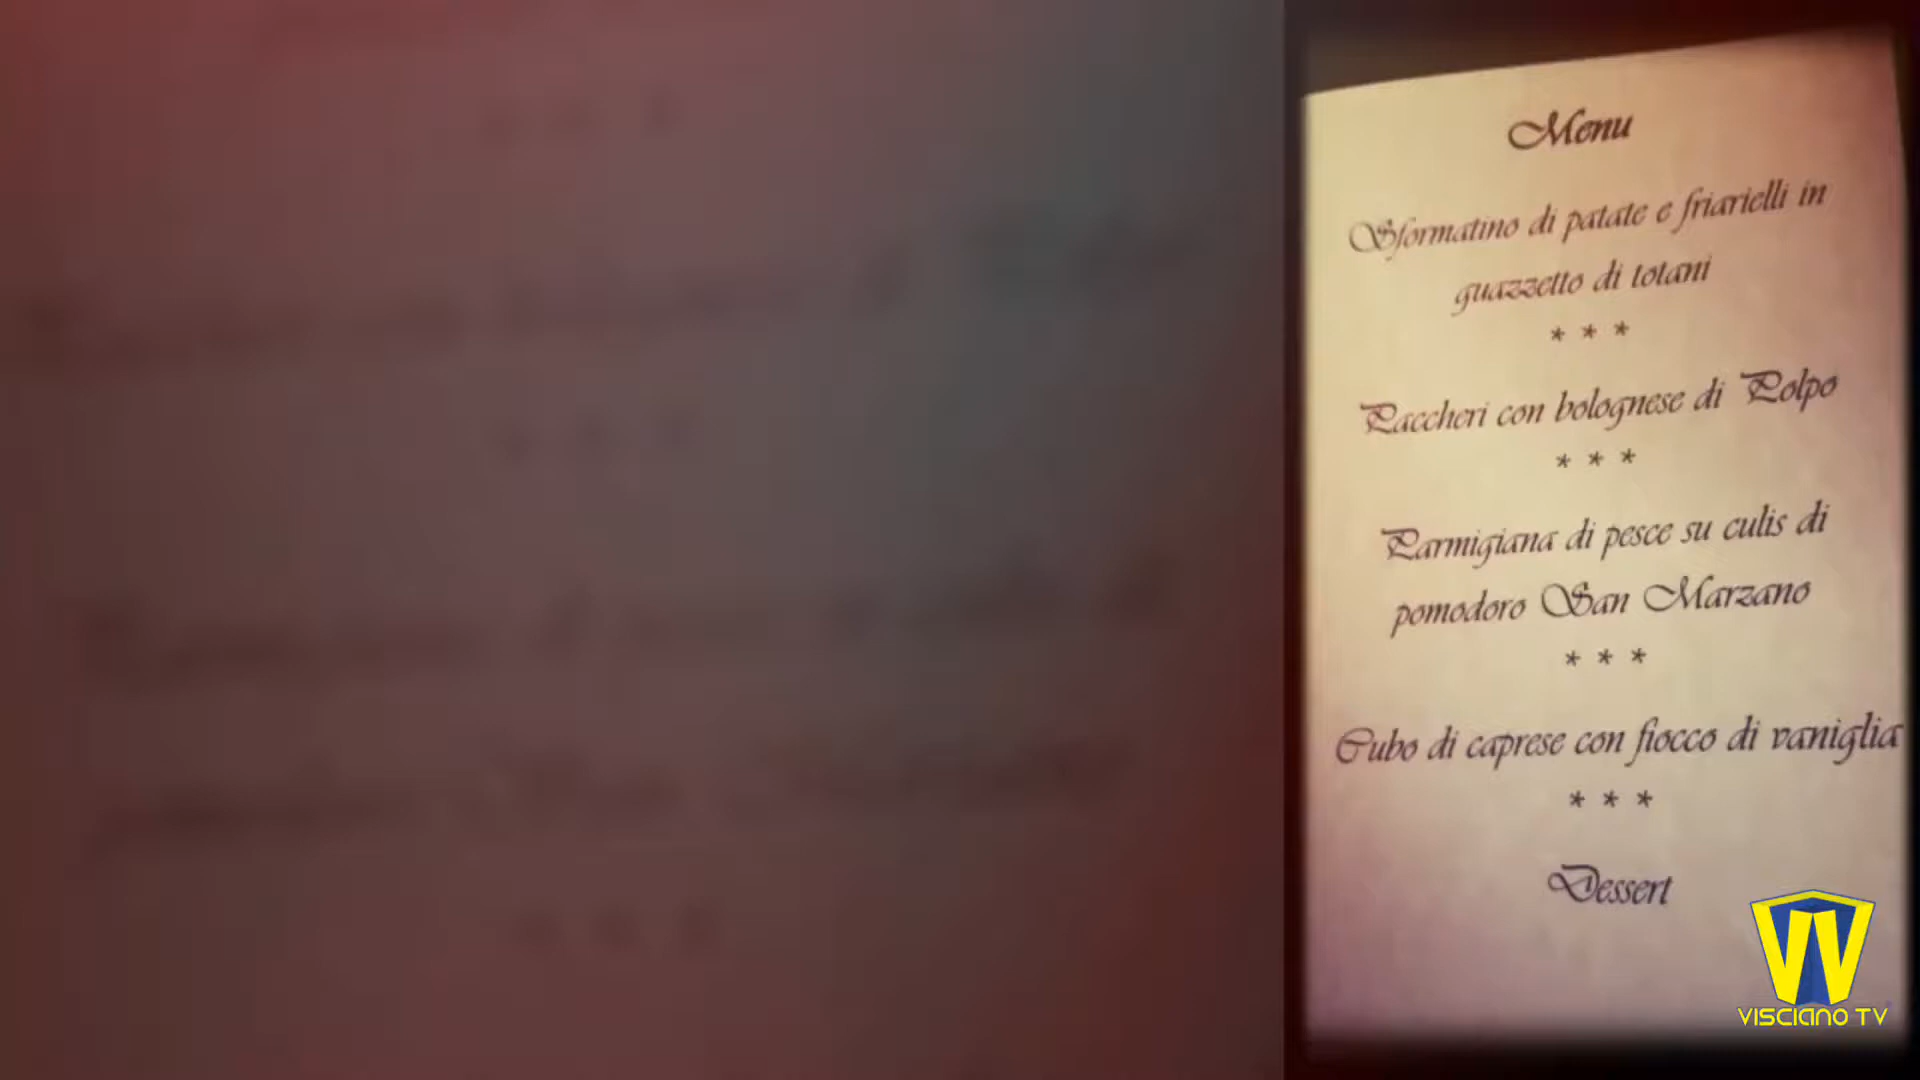 Menu
Sformatino di patate e friarielli in
guazzetto di totani
* * *
Paccheri con bolognese di Polpo
* * *
Parmigiana di pesce su culis di
pomodoro San Marzano
* * *
Cubo di caprese con fiocco di vaniglia
* * *
Dessert
VISCIANO TV